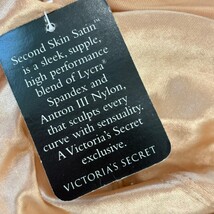 Second Skin Satin™
is a sleek, supple,
high performance
blend of Lycra®
Spandex and
Antron III Nylon,
that sculpts every
curve with sensuality.
A Victoria's Secret
exclusive.
VICTORIA'S SECRET